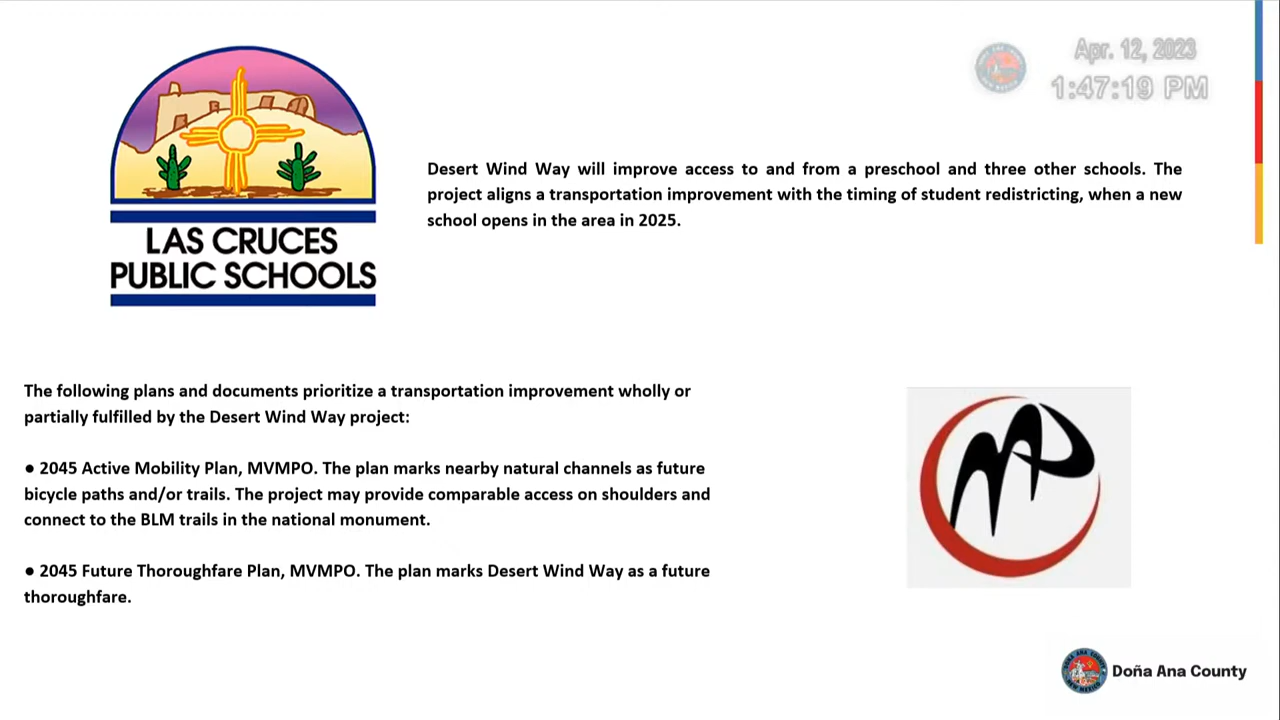 Apr. 12, 2023
1:47:19 PM
LAS CRUCES
PUBLIC SCHOOLS
Desert Wind Way will improve access to and from a preschool and three other schools. The
project aligns a transportation improvement with the timing of student redistricting, when a new
school opens in the area in 2025.
The following plans and documents prioritize a transportation improvement wholly or
partially fulfilled by the Desert Wind Way project:
● 2045 Active Mobility Plan, MVMPO. The plan marks nearby natural channels as future
bicycle paths and/or trails. The project may provide comparable access on shoulders and
connect to the BLM trails in the national monument.
● 2045 Future Thoroughfare Plan, MVMPO. The plan marks Desert Wind Way as a future
thoroughfare.
Doña Ana County